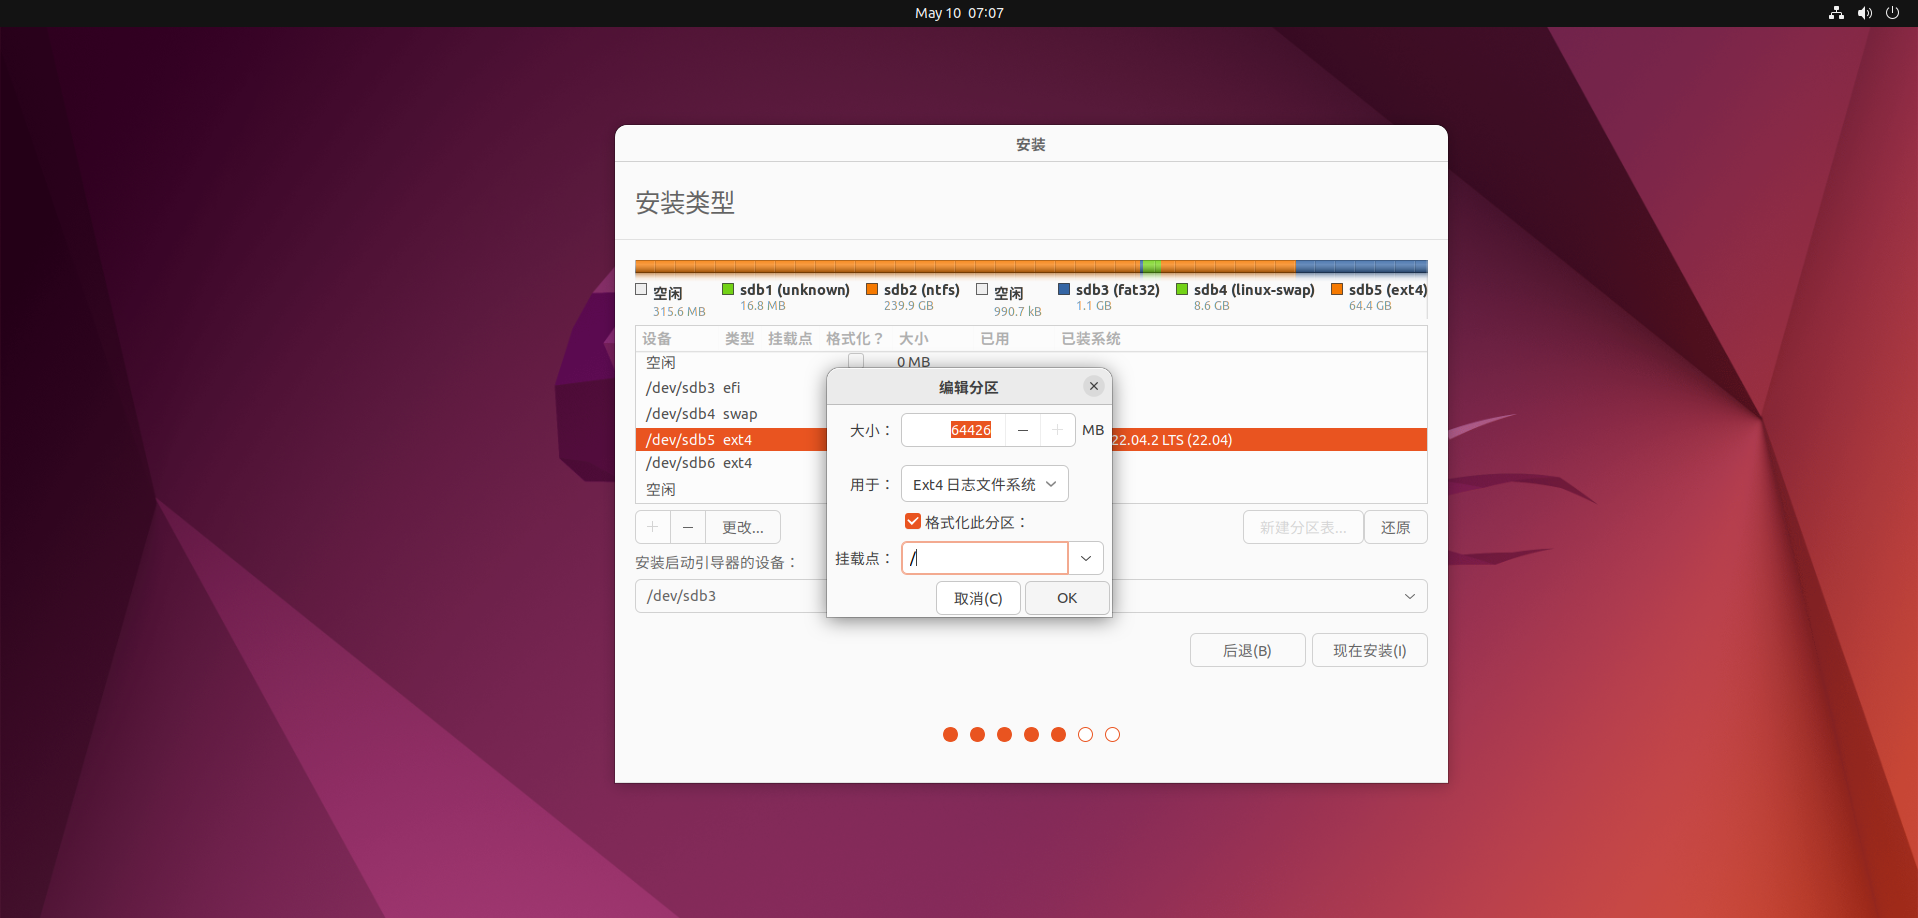 May 10 07:07
安装
安装类型
空闲 sdb1 (unknown) sdb2 (ntfs) 空闲 sdb3 (fat32) sdb4 (linux-swap) sdb5 (ext4)
315.6 MB 16.8 MB 239.9 GB 990.7 kB 1.1 GB 8.6 GB 64.4 GB
设备 类型 挂载点 格式化？ 大小 已用 已装系统
空闲 0 MB
/dev/sdb3 efi
/dev/sdb4 swap
/dev/sdb5 ext4 22.04.2 LTS (22.04)
/dev/sdb6 ext4
空闲
编辑分区
大小： 64426 − + MB
用于： Ext4 日志文件系统
格式化此分区：
挂载点： /
取消(C) OK
+ − 更改... 新建分区表... 还原
安装启动引导器的设备：
/dev/sdb3
后退(B) 现在安装(I)